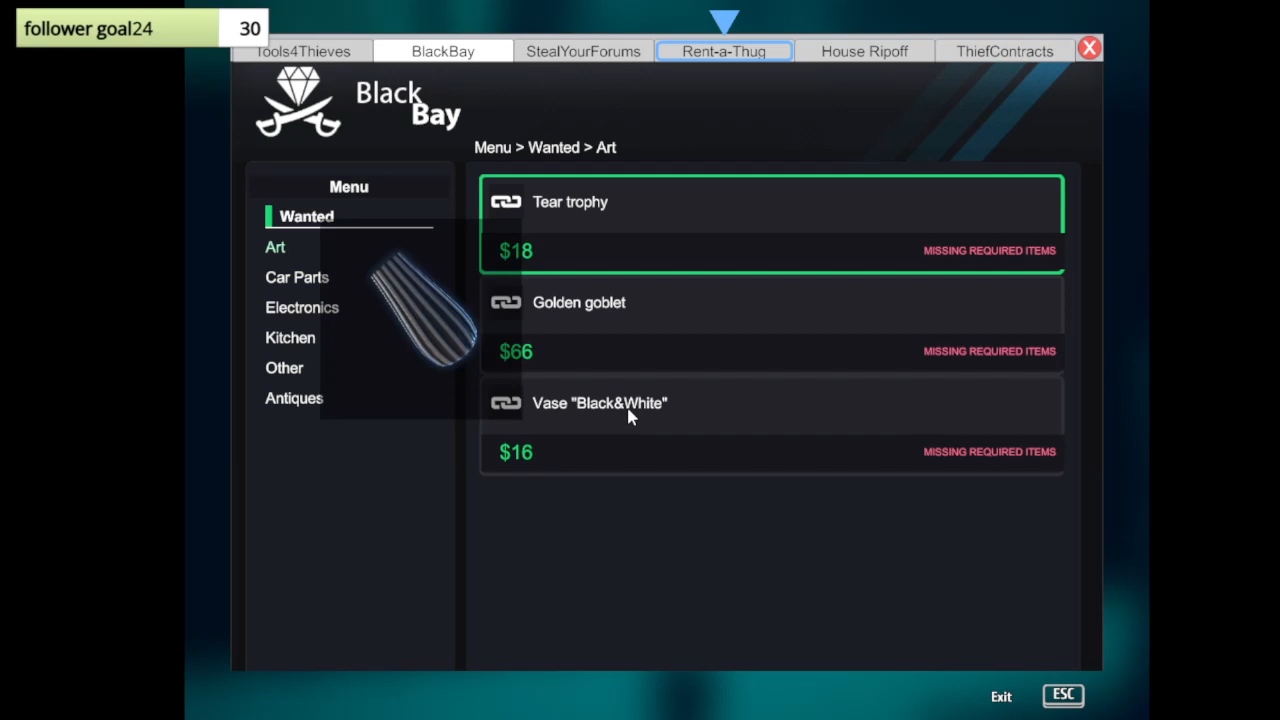 follower goal24 30
Tools4Thieves BlackBay StealYourForums Rent-a-Thug House Ripoff ThiefContracts
Black
Bay
Menu > Wanted > Art
Menu
Wanted
Art
Car Parts
Electronics
Kitchen
Other
Antiques
Tear trophy
$18 MISSING REQUIRED ITEMS
Golden goblet
$66 MISSING REQUIRED ITEMS
Vase "Black&White"
$16 MISSING REQUIRED ITEMS
Exit ESC